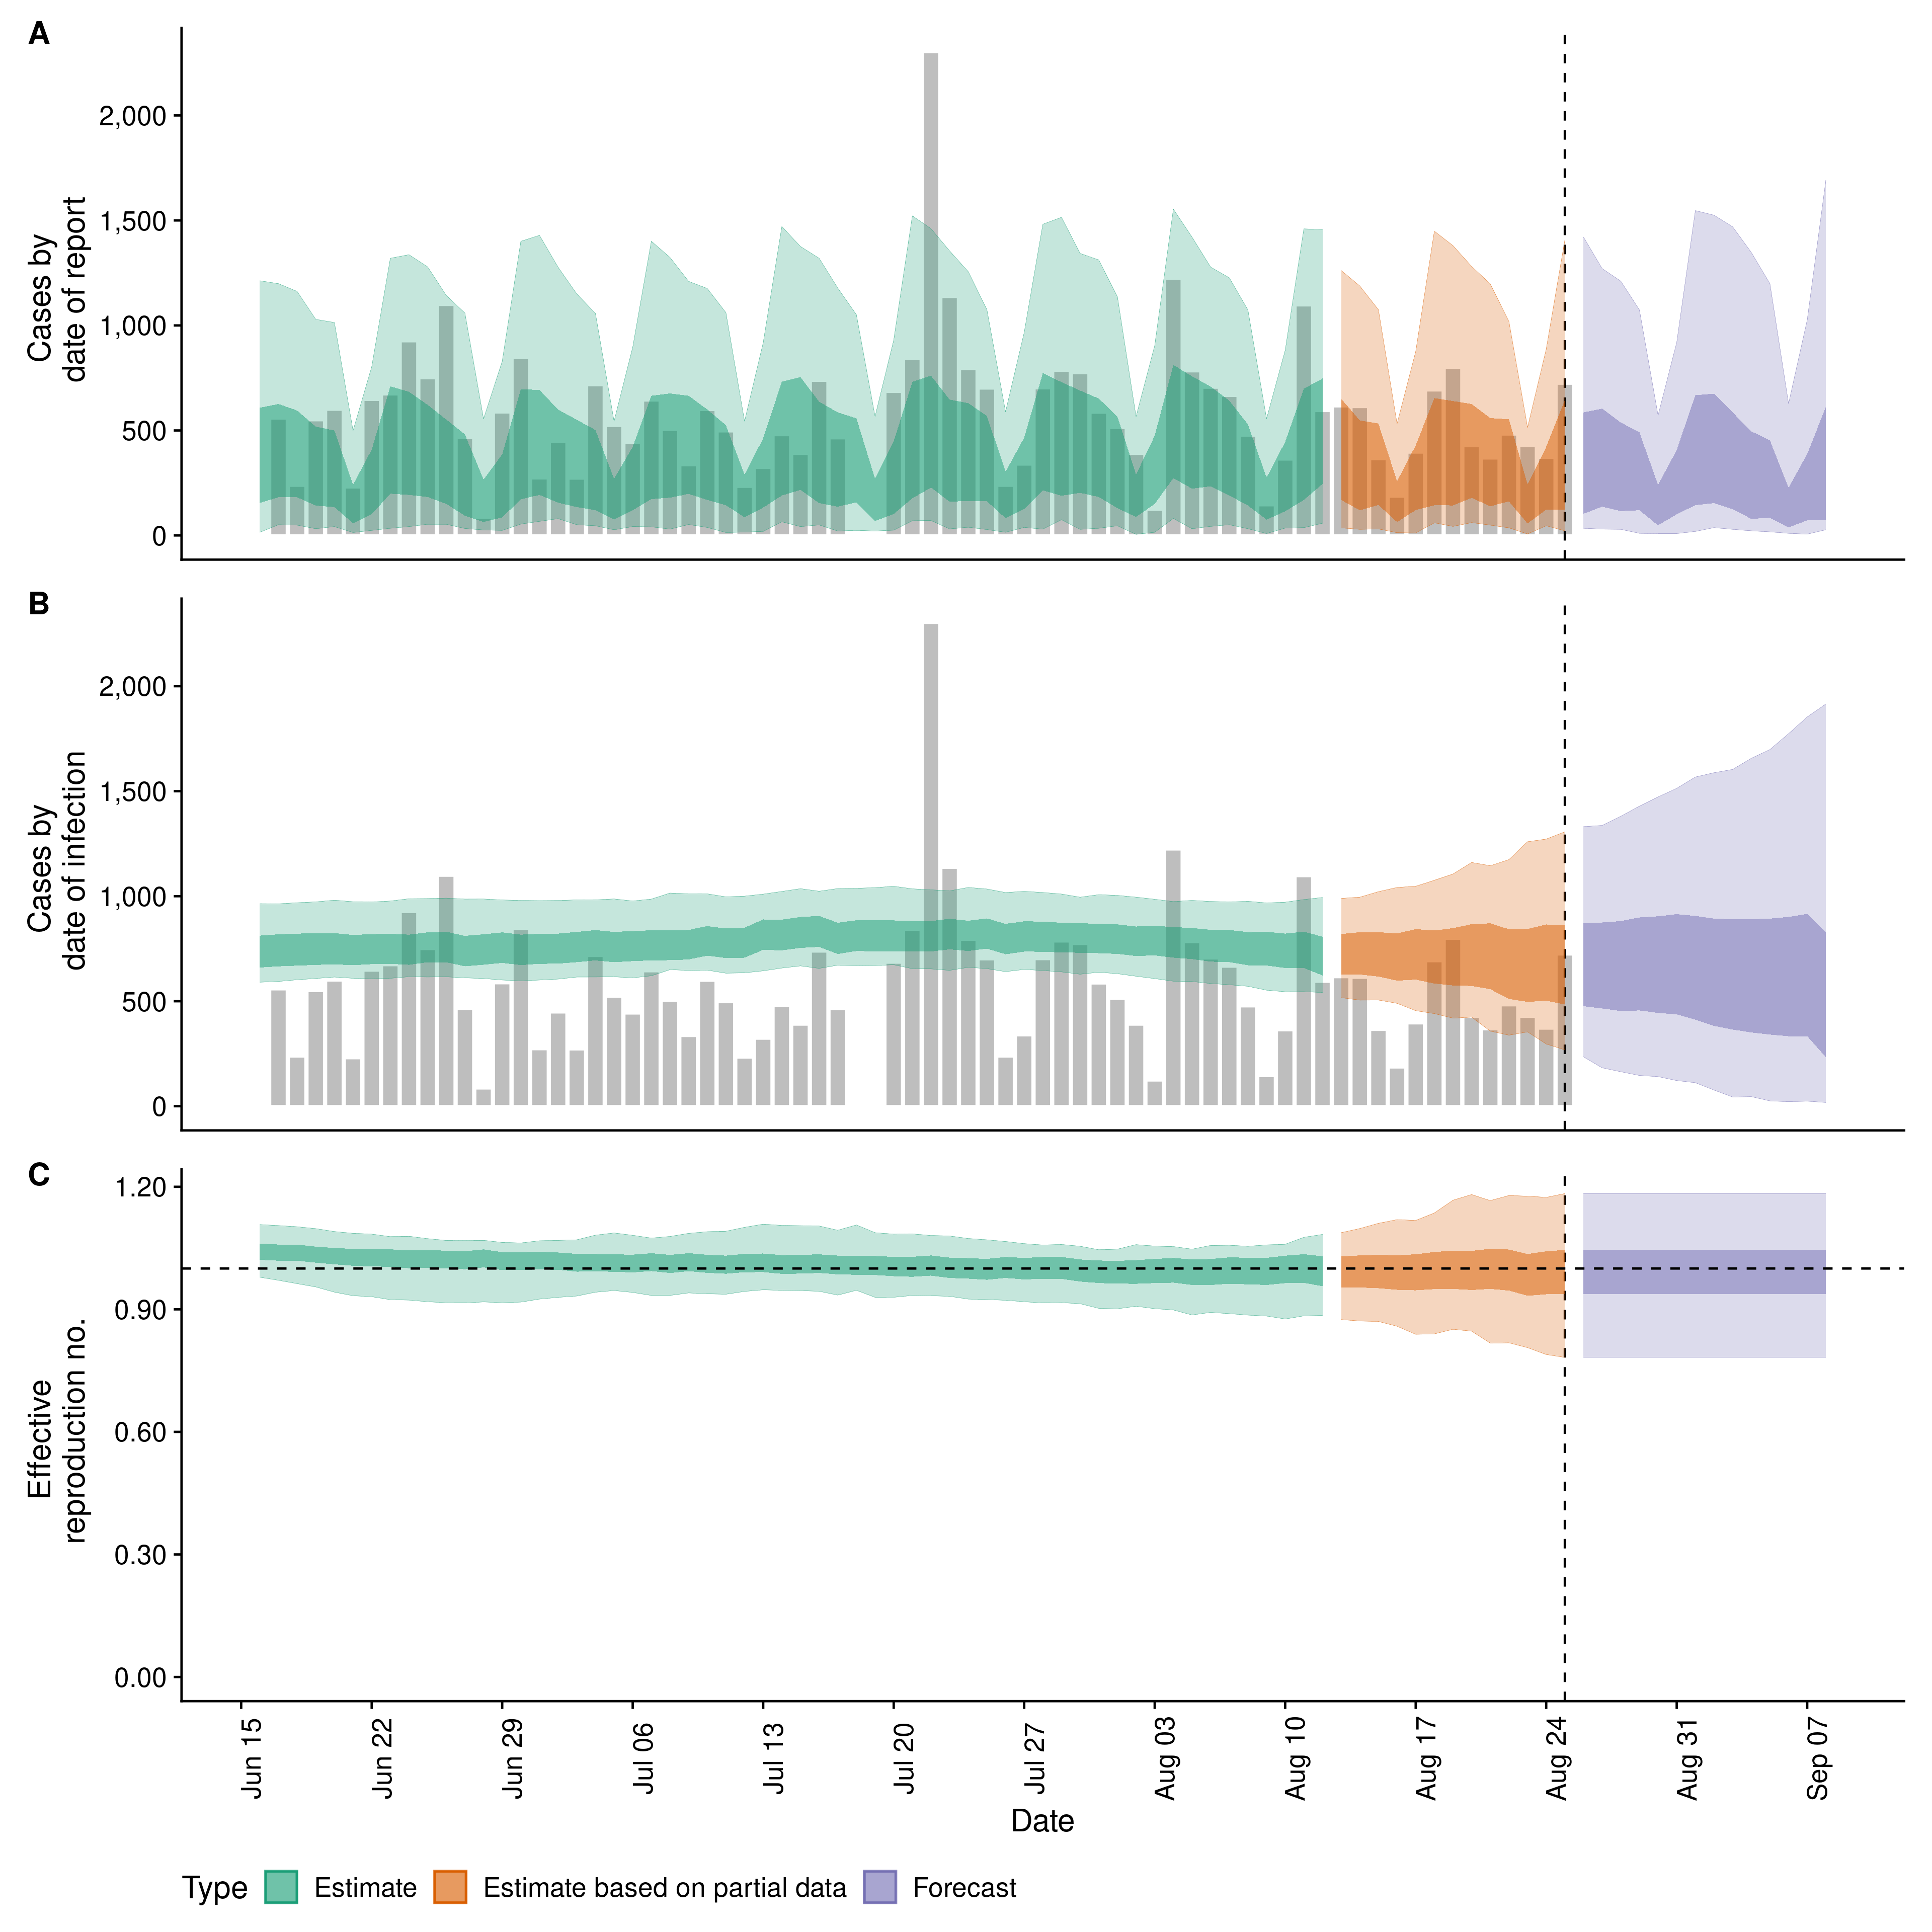 A
Cases by
date of report
2,000
1,500
1,000
500
0
B
Cases by
date of infection
2,000
1,500
1,000
500
0
C
Effective
reproduction no.
1.20
0.90
0.60
0.30
0.00
Jun 15
Jun 22
Jun 29
Jul 06
Jul 13
Jul 20
Jul 27
Aug 03
Aug 10
Aug 17
Aug 24
Aug 31
Sep 07
Date
Type Estimate Estimate based on partial data Forecast